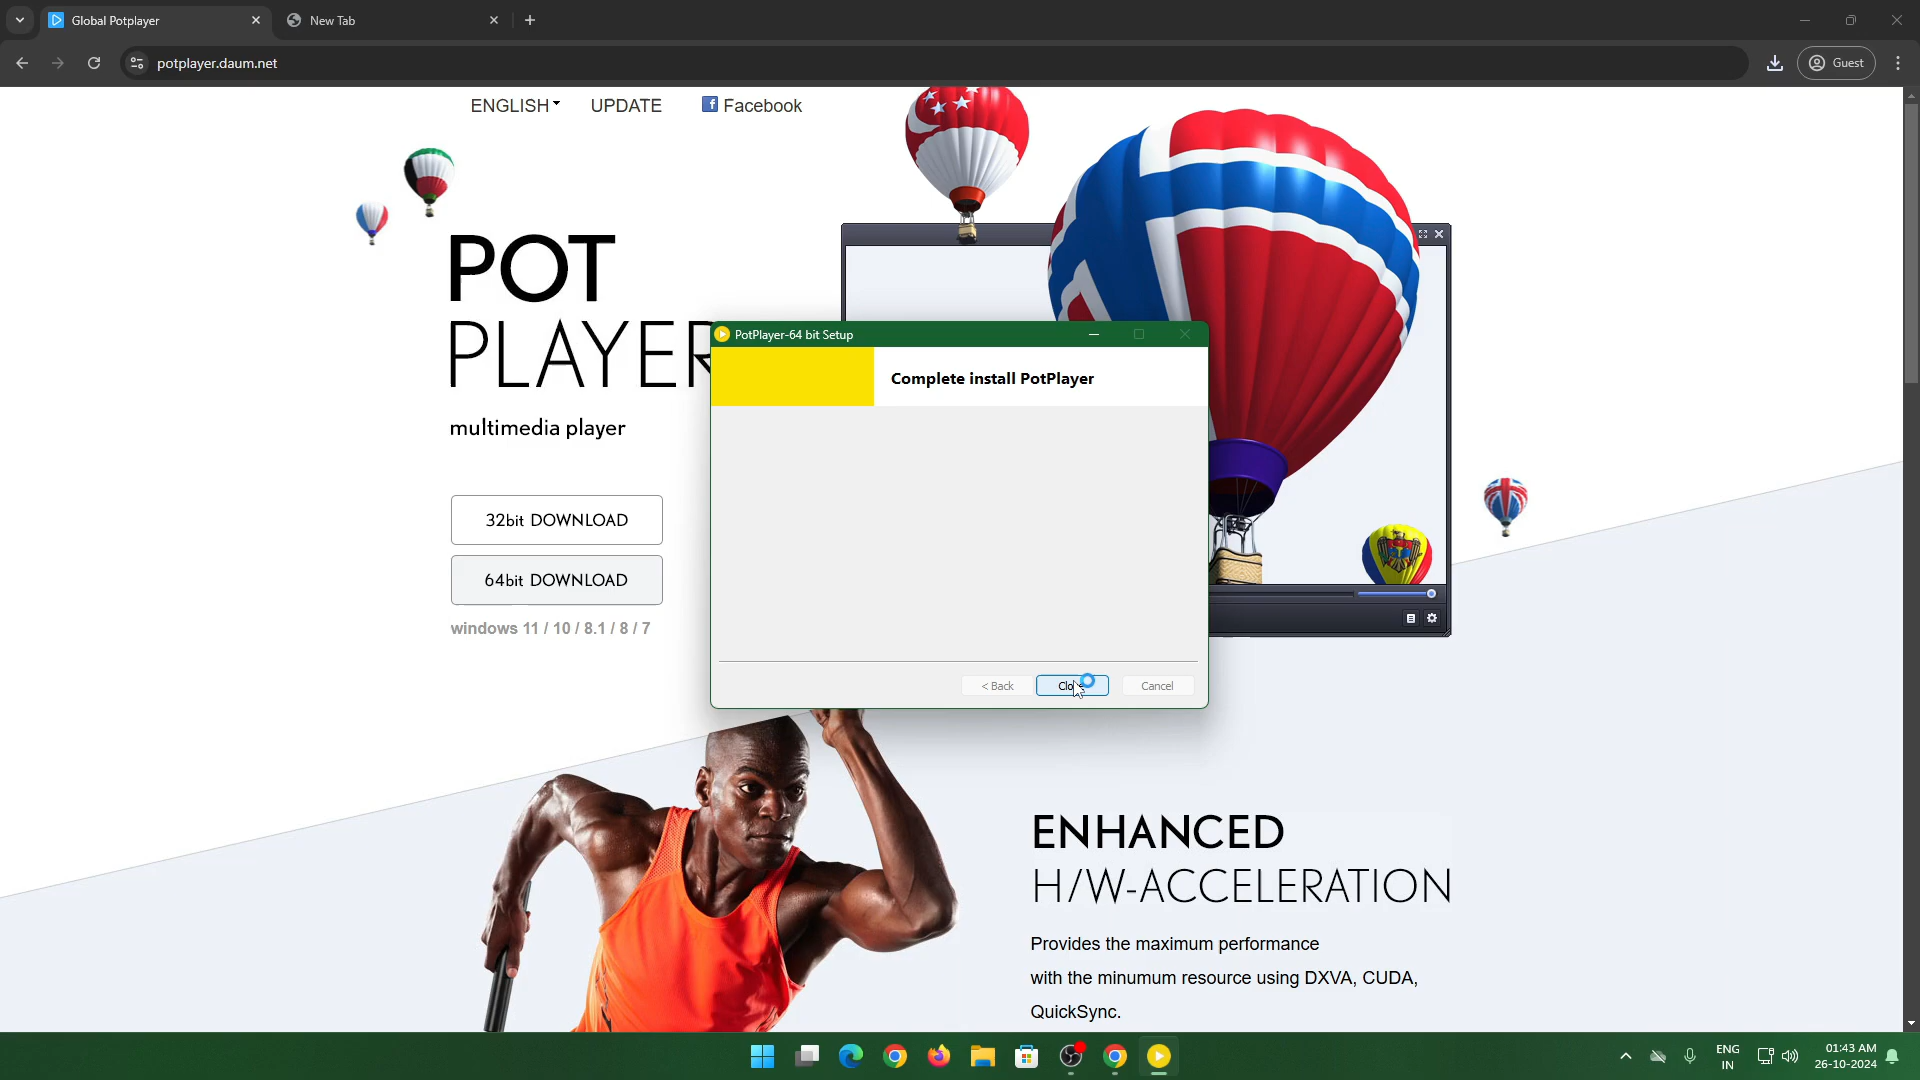 Global Potplayer
New Tab
potplayer.daum.net
Guest
ENGLISH
UPDATE
Facebook
POT
PLAYER
multimedia player
32bit DOWNLOAD
64bit DOWNLOAD
windows 11 / 10 / 8.1 / 8 / 7
PotPlayer-64 bit Setup
Complete install PotPlayer
< Back
Cancel
ENHANCED
H/W-ACCELERATION
Provides the maximum performance
with the minumum resource using DXVA, CUDA,
QuickSync.
ENG
IN
01:43 AM
26-10-2024